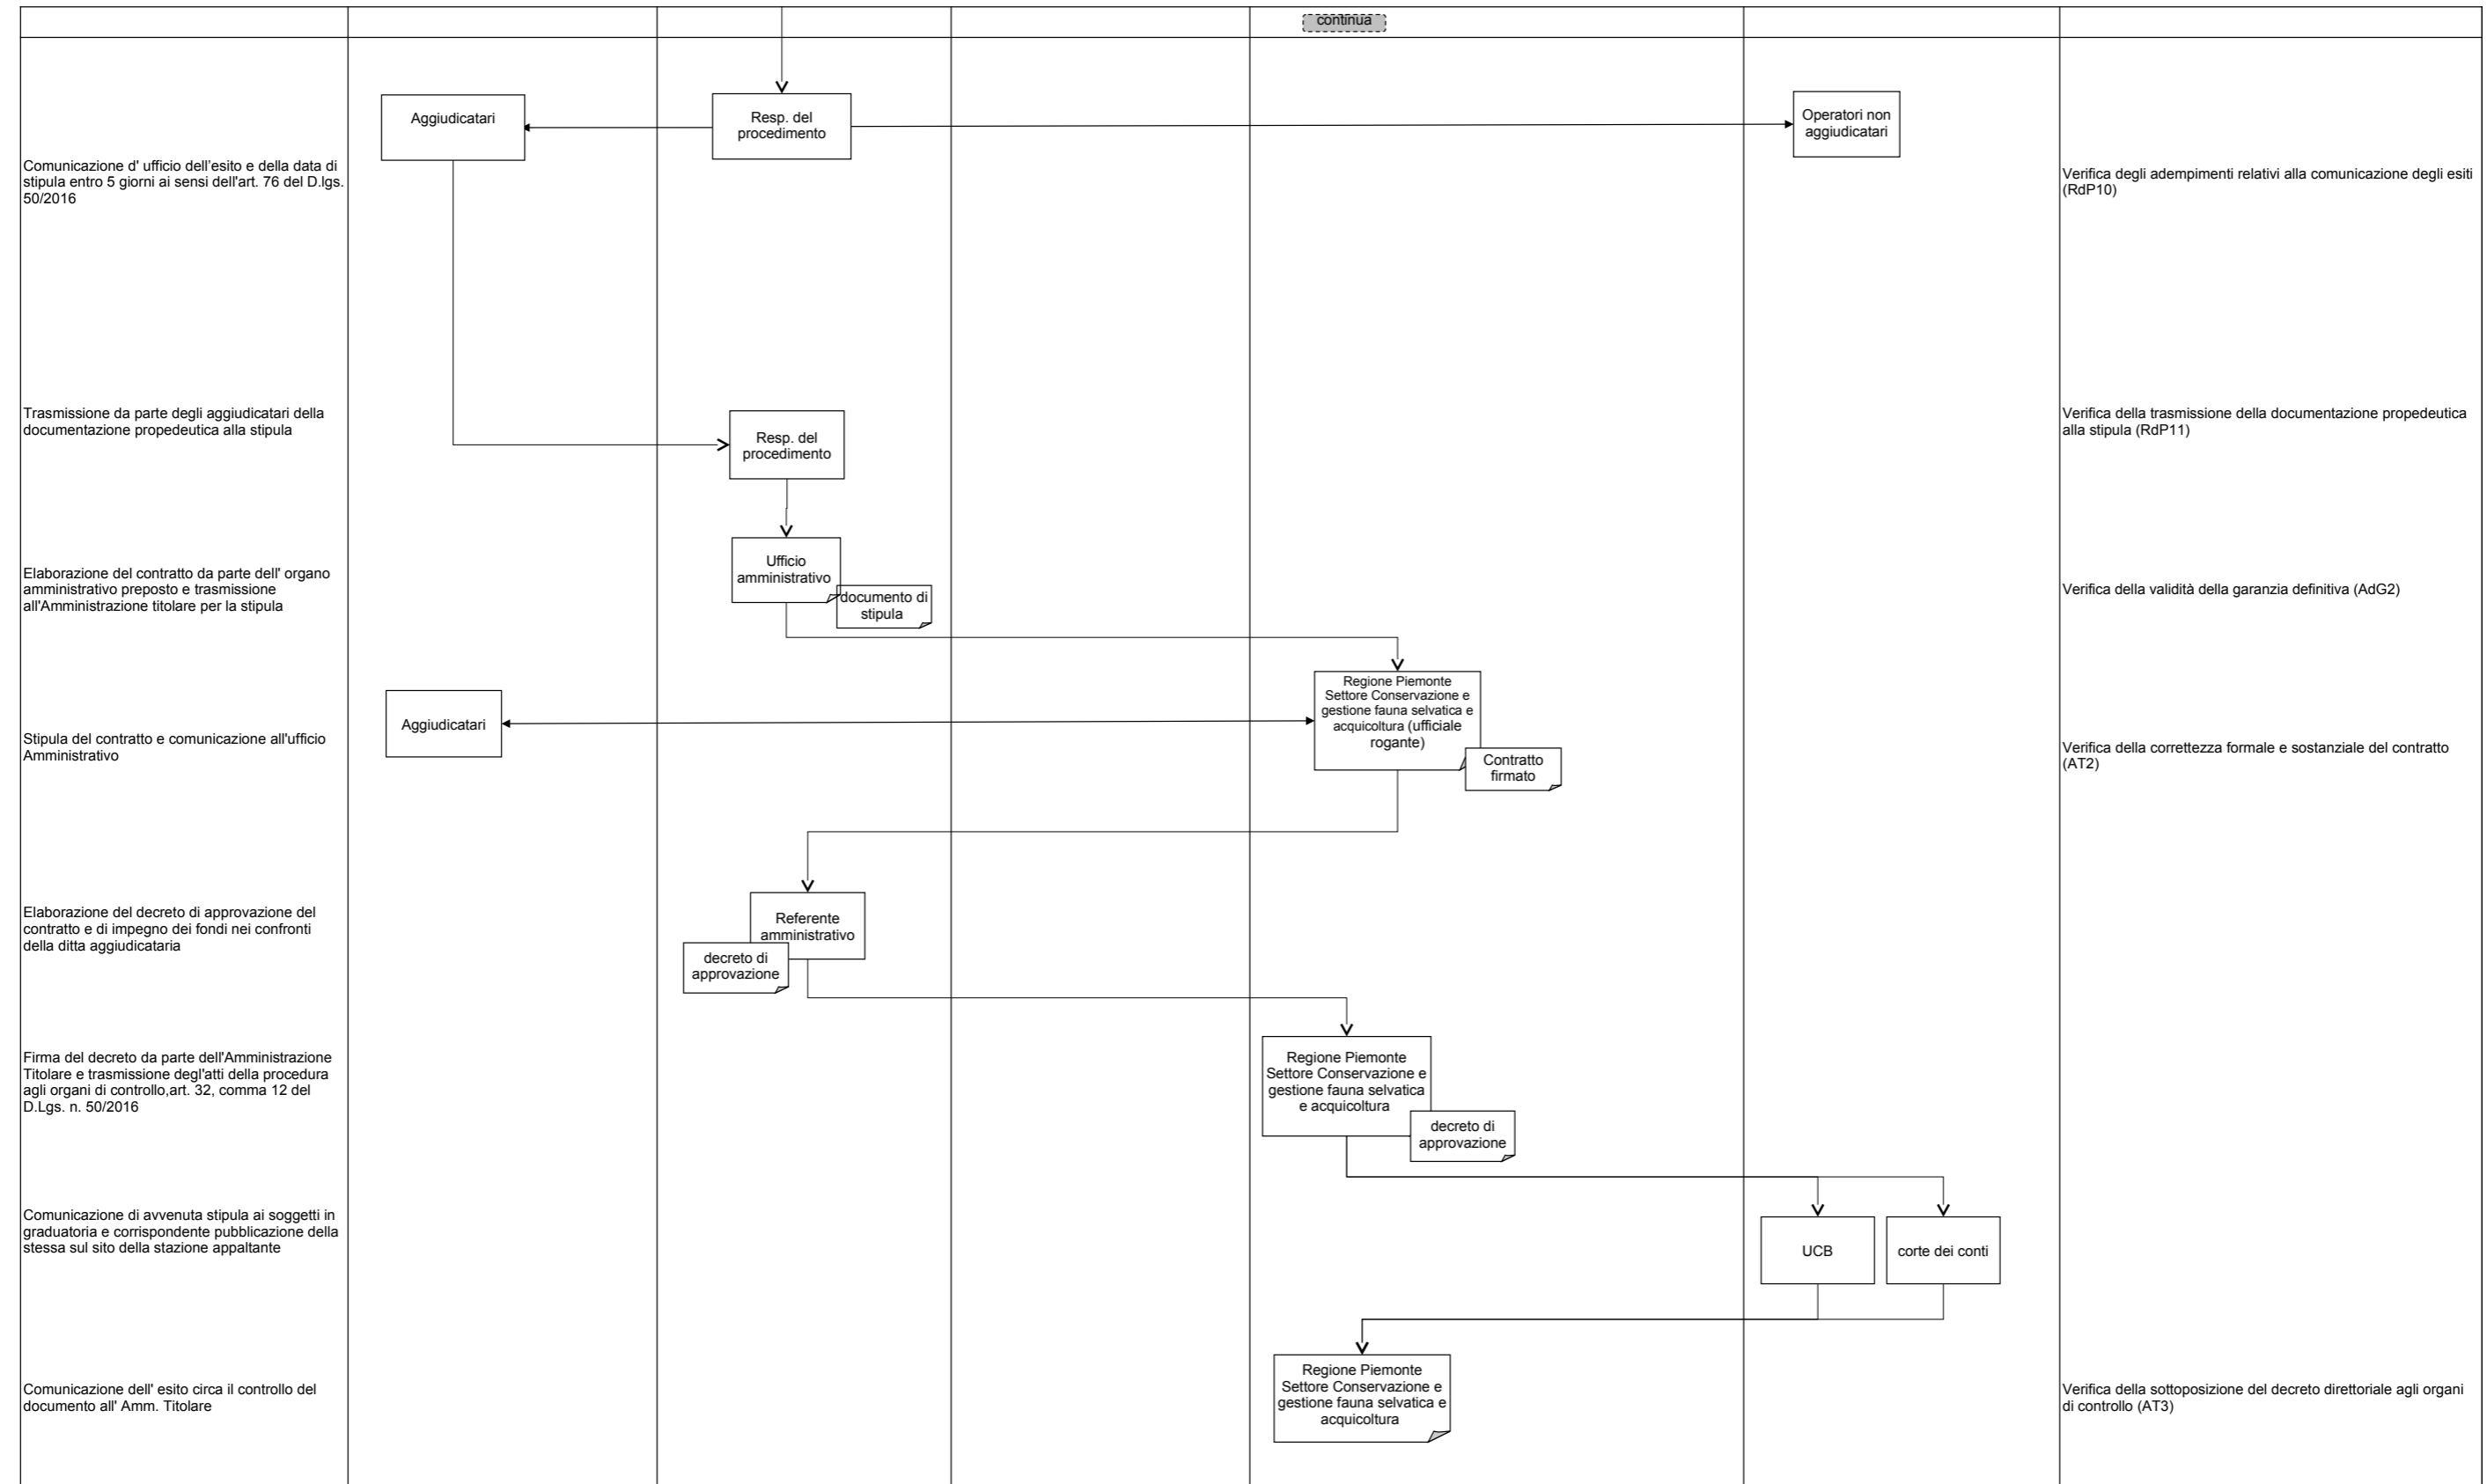 continua
Aggiudicatari
Resp. del
procedimento
Operatori non
aggiudicatari
Comunicazione d' ufficio dell'esito e della data di
stipula entro 5 giorni ai sensi dell'art. 76 del D.lgs.
50/2016
Verifica degli adempimenti relativi alla comunicazione degli esiti
(RdP10)
Trasmissione da parte degli aggiudicatari della
documentazione propedeutica alla stipula
Resp. del
procedimento
Verifica della trasmissione della documentazione propedeutica
alla stipula (RdP11)
Elaborazione del contratto da parte dell' organo
amministrativo preposto e trasmissione
all'Amministrazione titolare per la stipula
Ufficio
amministrativo
documento di
stipula
Verifica della validità della garanzia definitiva (AdG2)
Stipula del contratto e comunicazione all'ufficio
Amministrativo
Aggiudicatari
Regione Piemonte
Settore Conservazione e
gestione fauna selvatica e
acquicoltura (ufficiale
rogante)
Contratto
firmato
Verifica della correttezza formale e sostanziale del contratto
(AT2)
Elaborazione del decreto di approvazione del
contratto e di impegno dei fondi nei confronti
della ditta aggiudicataria
Referente
amministrativo
decreto di
approvazione
Firma del decreto da parte dell'Amministrazione
Titolare e trasmissione degl'atti della procedura
agli organi di controllo,art. 32, comma 12 del
D.Lgs. n. 50/2016
Regione Piemonte
Settore Conservazione e
gestione fauna selvatica
e acquicoltura
decreto di
approvazione
Comunicazione di avvenuta stipula ai soggetti in
graduatoria e corrispondente pubblicazione della
stessa sul sito della stazione appaltante
UCB
corte dei conti
Comunicazione dell' esito circa il controllo del
documento all' Amm. Titolare
Regione Piemonte
Settore Conservazione e
gestione fauna selvatica e
acquicoltura
Verifica della sottoposizione del decreto direttoriale agli organi
di controllo (AT3)